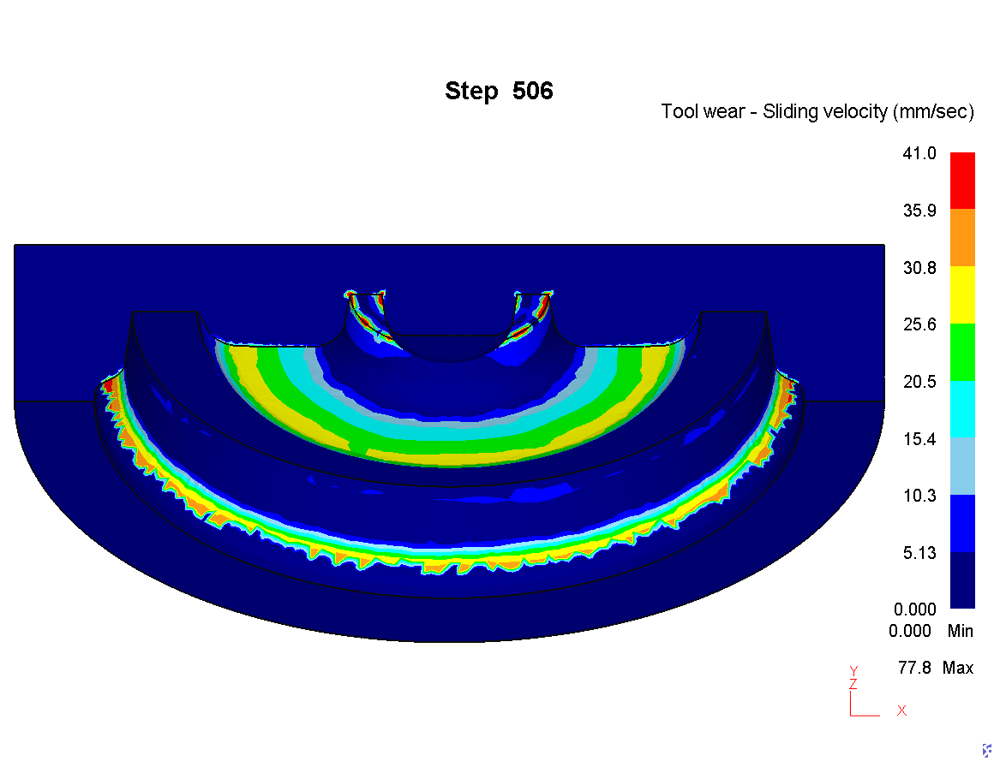 Step 506
Tool wear - Sliding velocity (mm/sec)
41.0
35.9
30.8
25.6
20.5
15.4
10.3
5.13
0.000
0.000 Min
77.8 Max
Y
Z
X